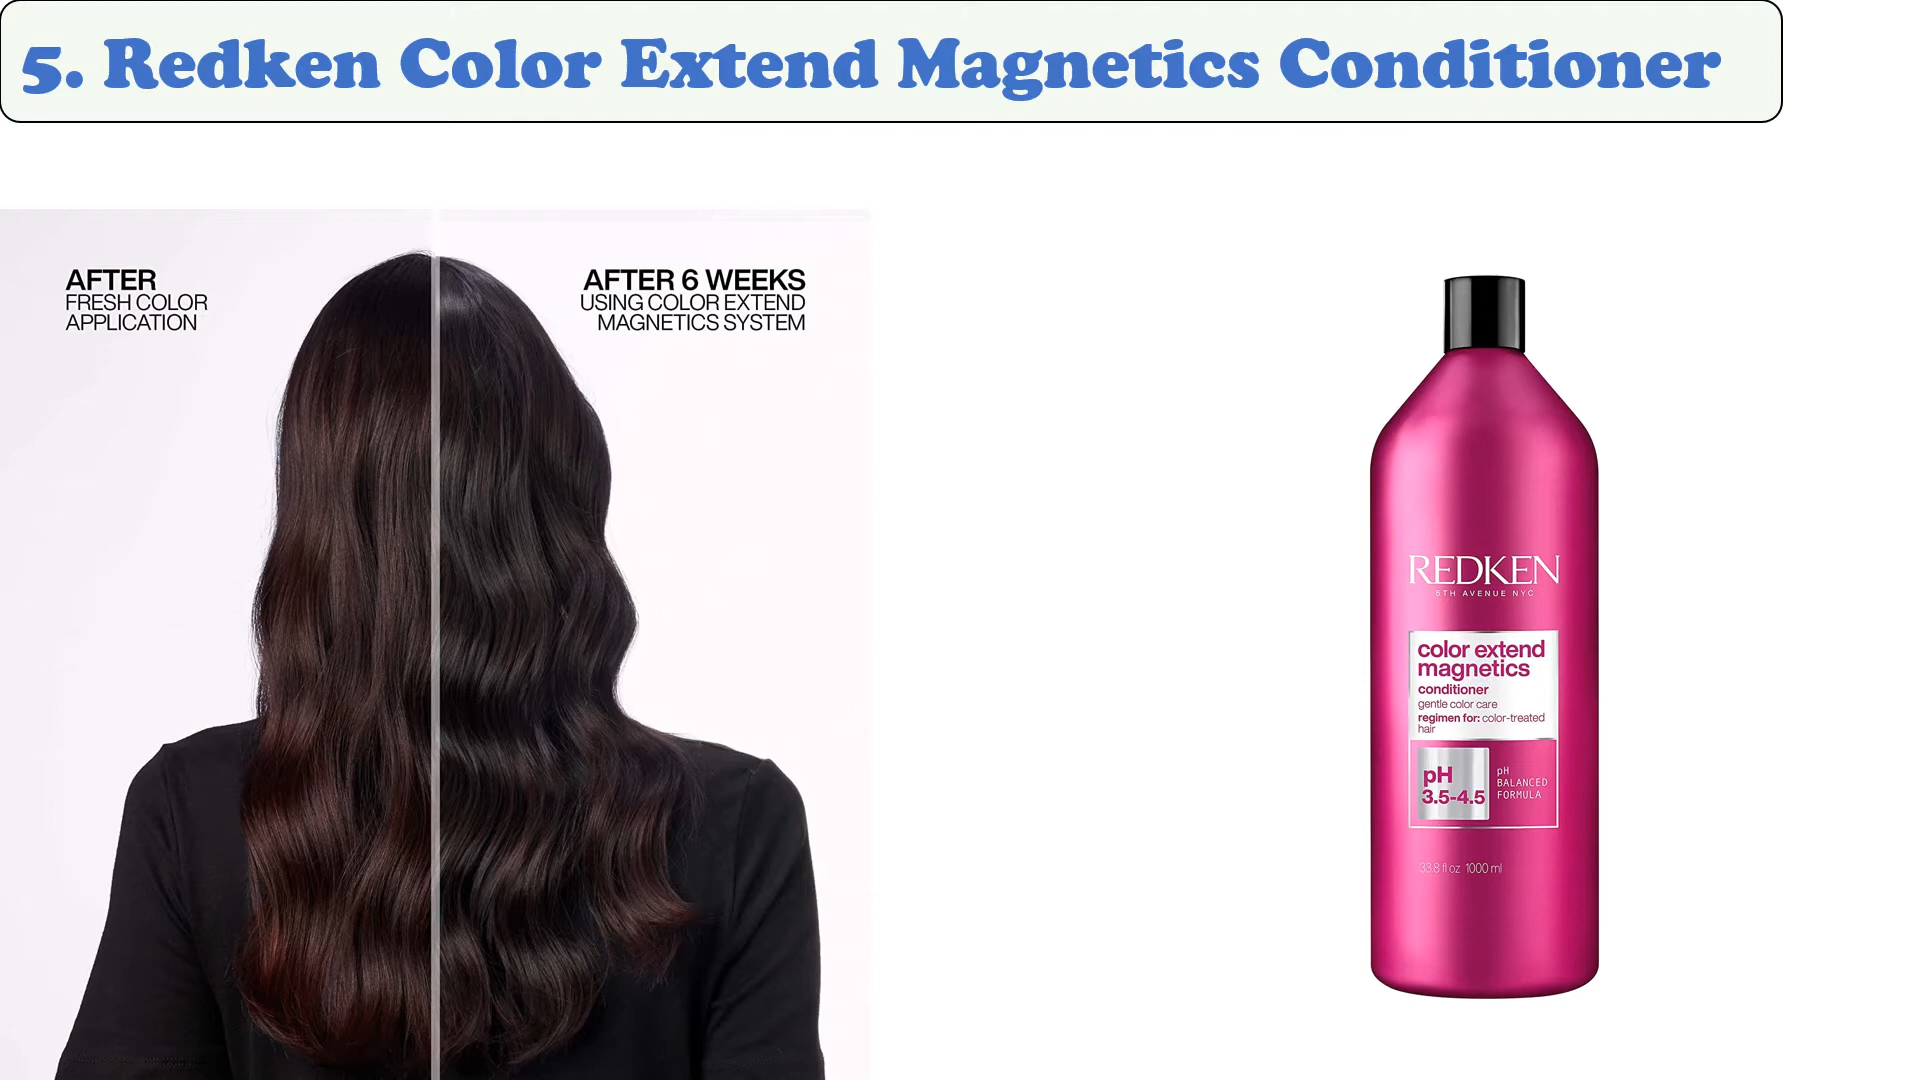 5. Redken Color Extend Magnetics Conditioner
AFTER
FRESH COLOR
APPLICATION
AFTER 6 WEEKS
USING COLOR EXTEND
MAGNETICS SYSTEM
REDKEN
5TH AVENUE NYC
color extend
magnetics
conditioner
gentle color care
regimen for: color-treated
hair
pH
3.5-4.5
pH
BALANCED
FORMULA
33.8 fl oz 1000 ml